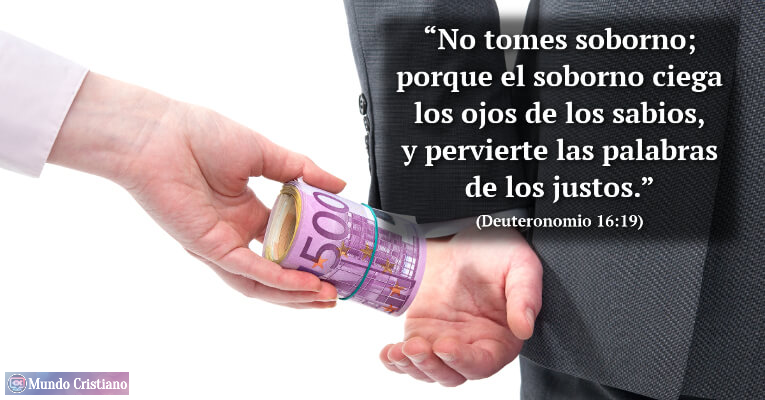 “No tomes soborno;
porque el soborno ciega
los ojos de los sabios,
y pervierte las palabras
de los justos.”
(Deuteronomio 16:19)
500
Mundo Cristiano